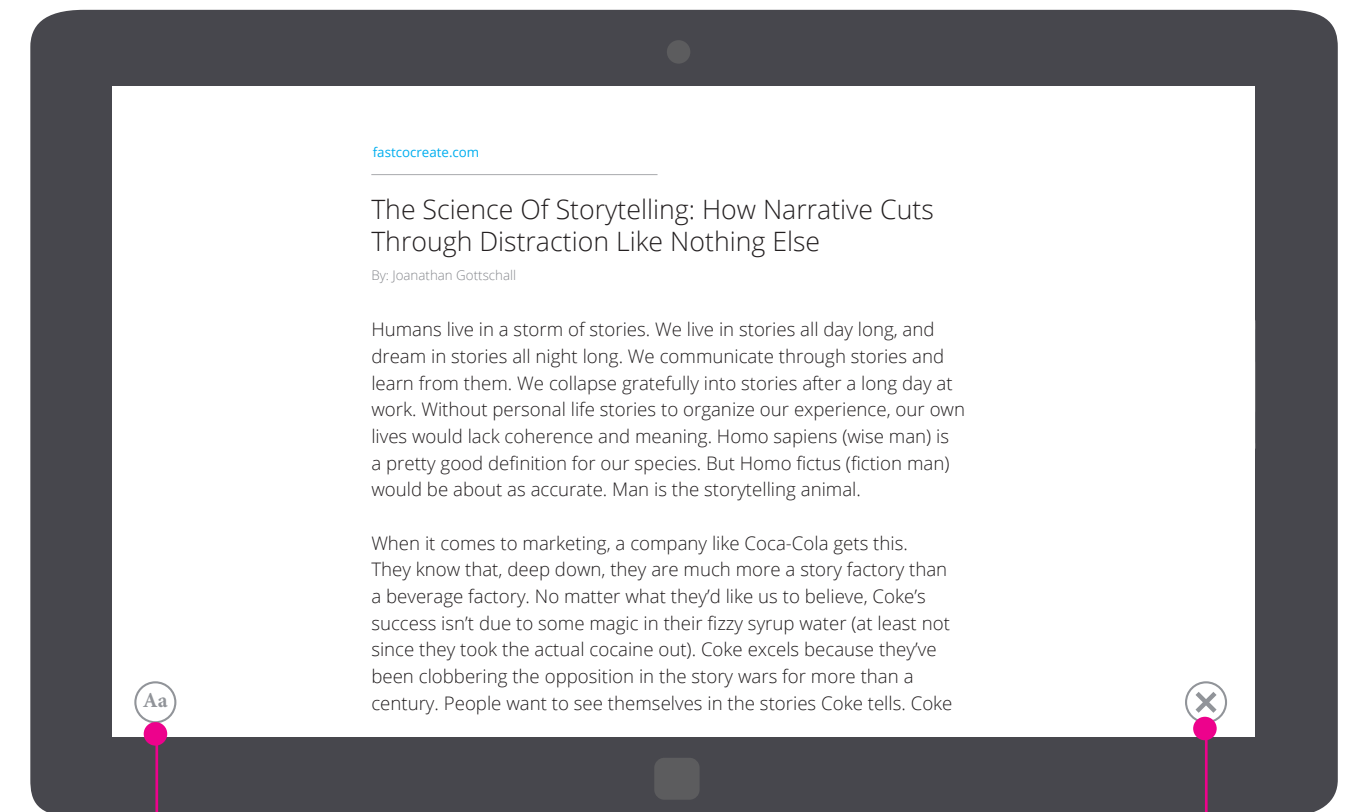 fastcocreate.com
The Science Of Storytelling: How Narrative Cuts
Through Distraction Like Nothing Else
By: Joanathan Gottschall
Humans live in a storm of stories. We live in stories all day long, and
dream in stories all night long. We communicate through stories and
learn from them. We collapse gratefully into stories after a long day at
work. Without personal life stories to organize our experience, our own
lives would lack coherence and meaning. Homo sapiens (wise man) is
a pretty good definition for our species. But Homo fictus (fiction man)
would be about as accurate. Man is the storytelling animal.
When it comes to marketing, a company like Coca-Cola gets this.
They know that, deep down, they are much more a story factory than
a beverage factory. No matter what they’d like us to believe, Coke’s
success isn’t due to some magic in their fizzy syrup water (at least not
since they took the actual cocaine out). Coke excels because they’ve
been clobbering the opposition in the story wars for more than a
century. People want to see themselves in the stories Coke tells. Coke
Aa